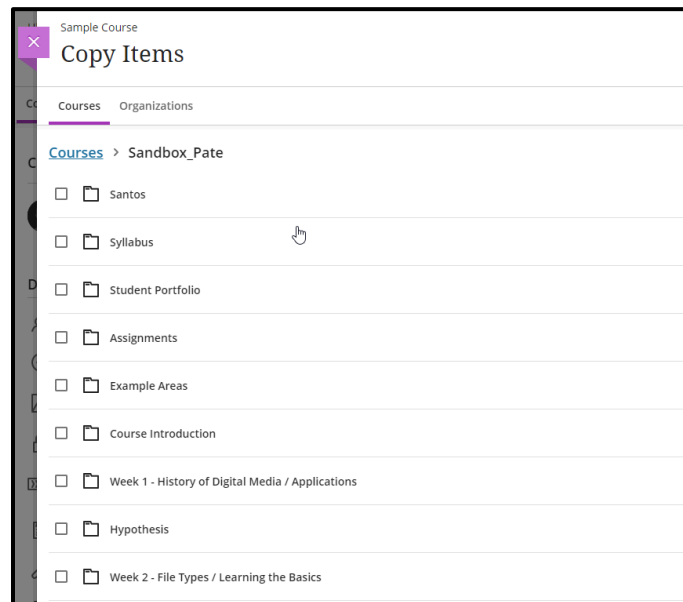 Sample Course
Copy Items
Courses Organizations
Courses > Sandbox_Pate
Santos
Syllabus
Student Portfolio
Assignments
Example Areas
Course Introduction
Week 1 - History of Digital Media / Applications
Hypothesis
Week 2 - File Types / Learning the Basics